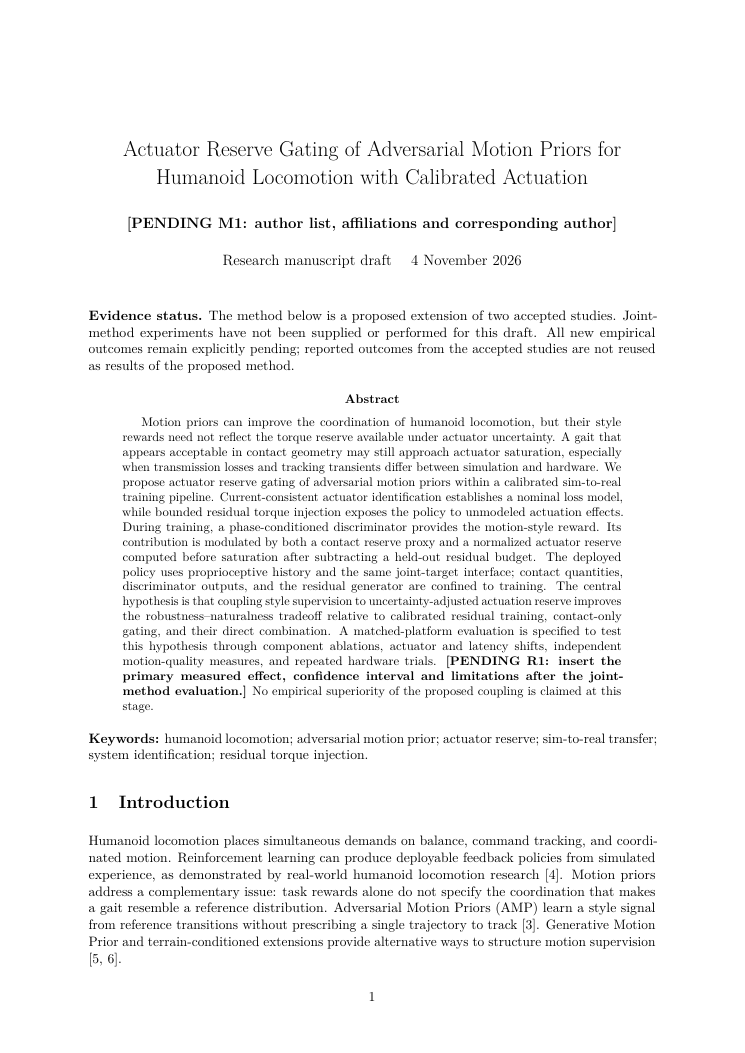 Actuator Reserve Gating of Adversarial Motion Priors for
Humanoid Locomotion with Calibrated Actuation
[PENDING M1: author list, affiliations and corresponding author]
Research manuscript draft 4 November 2026
Evidence status. The method below is a proposed extension of two accepted studies. Joint-
method experiments have not been supplied or performed for this draft. All new empirical
outcomes remain explicitly pending; reported outcomes from the accepted studies are not reused
as results of the proposed method.
Abstract
Motion priors can improve the coordination of humanoid locomotion, but their style
rewards need not reflect the torque reserve available under actuator uncertainty. A gait that
appears acceptable in contact geometry may still approach actuator saturation, especially
when transmission losses and tracking transients differ between simulation and hardware. We
propose actuator reserve gating of adversarial motion priors within a calibrated sim-to-real
training pipeline. Current-consistent actuator identification establishes a nominal loss model,
while bounded residual torque injection exposes the policy to unmodeled actuation effects.
During training, a phase-conditioned discriminator provides the motion-style reward. Its
contribution is modulated by both a contact reserve proxy and a normalized actuator reserve
computed before saturation after subtracting a held-out residual budget. The deployed
policy uses proprioceptive history and the same joint-target interface; contact quantities,
discriminator outputs, and the residual generator are confined to training. The central
hypothesis is that coupling style supervision to uncertainty-adjusted actuation reserve improves
the robustness–naturalness tradeoff relative to calibrated residual training, contact-only
gating, and their direct combination. A matched-platform evaluation is specified to test
this hypothesis through component ablations, actuator and latency shifts, independent
motion-quality measures, and repeated hardware trials. [PENDING R1: insert the
primary measured effect, confidence interval and limitations after the joint-
method evaluation.] No empirical superiority of the proposed coupling is claimed at this
stage.
Keywords: humanoid locomotion; adversarial motion prior; actuator reserve; sim-to-real transfer;
system identification; residual torque injection.
1 Introduction
Humanoid locomotion places simultaneous demands on balance, command tracking, and coordi-
nated motion. Reinforcement learning can produce deployable feedback policies from simulated
experience, as demonstrated by real-world humanoid locomotion research [4]. Motion priors
address a complementary issue: task rewards alone do not specify the coordination that makes
a gait resemble a reference distribution. Adversarial Motion Priors (AMP) learn a style signal
from reference transitions without prescribing a single trajectory to track [3]. Generative Motion
Prior and terrain-conditioned extensions provide alternative ways to structure motion supervision
[5, 6].
1